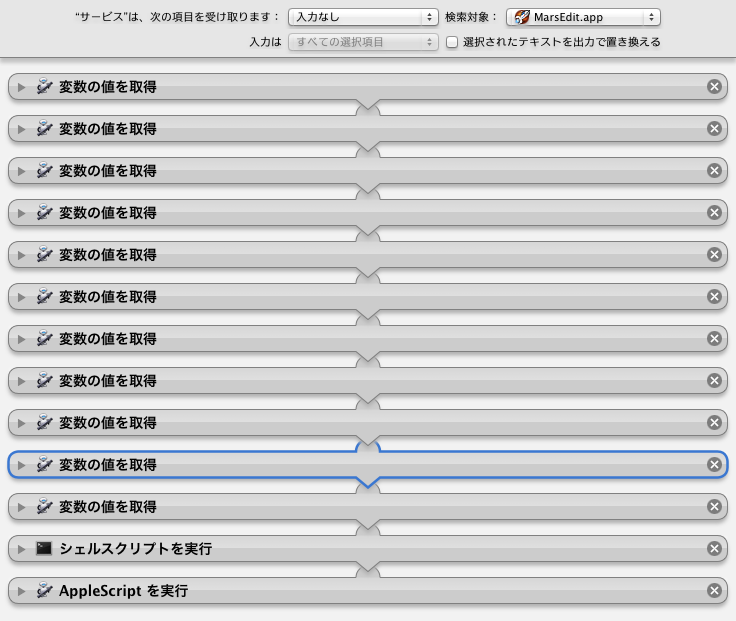 “サービス”は、次の項目を受け取ります： 入力なし 検索対象： MarsEdit.app
入力は すべての選択項目 選択されたテキストを出力で置き換える
変数の値を取得
変数の値を取得
変数の値を取得
変数の値を取得
変数の値を取得
変数の値を取得
変数の値を取得
変数の値を取得
変数の値を取得
変数の値を取得
変数の値を取得
シェルスクリプトを実行
AppleScript を実行